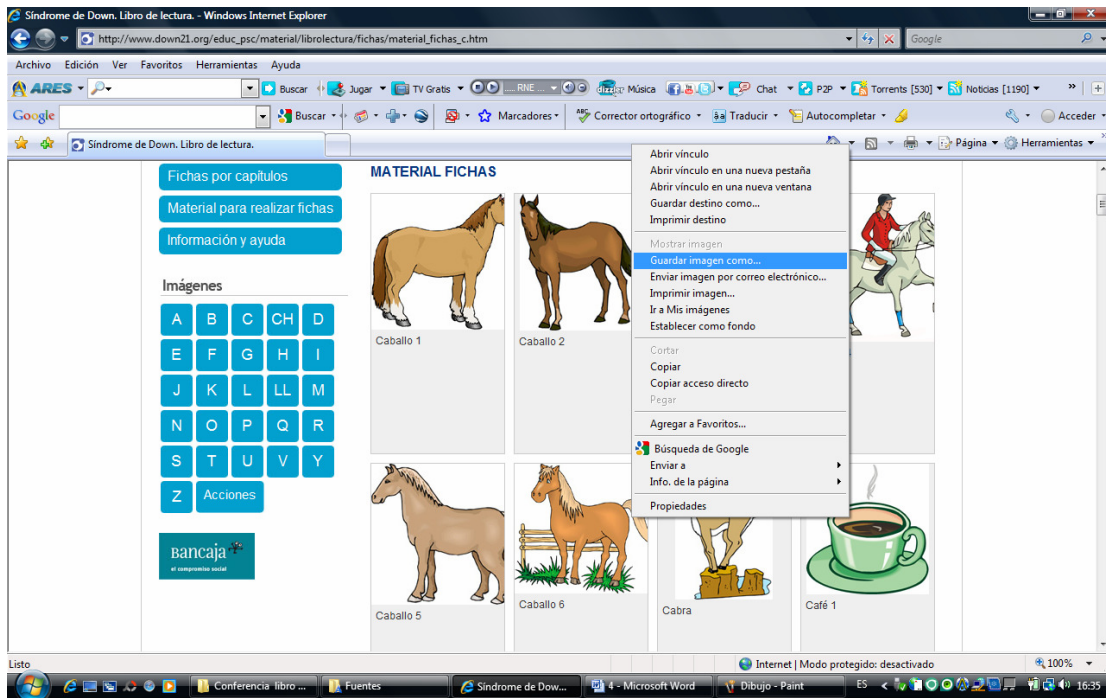 Síndrome de Down. Libro de lectura. - Windows Internet Explorer
http://www.down21.org/educ_psc/material/librolectura/fichas/material_fichas_c.htm
Google
Archivo Edición Ver Favoritos Herramientas Ayuda
ARES Buscar Jugar TV Gratis .... RNE ... Música Chat P2P Torrents [530] Noticias [1190] »
Google Buscar Marcadores Corrector ortográfico Traducir Autocompletar Acceder
Síndrome de Down. Libro de lectura. Página Herramientas
Fichas por capítulos
Material para realizar fichas
Información y ayuda
Imágenes
A B C CH D
E F G H I
J K L LL M
N O P Q R
S T U V Y
Z Acciones
Bancaja
el compromiso social
MATERIAL FICHAS
Caballo 1
Caballo 2
Caballo 5
Caballo 6
Cabra
Café 1
Abrir vínculo
Abrir vínculo en una nueva pestaña
Abrir vínculo en una nueva ventana
Guardar destino como...
Imprimir destino
Mostrar imagen
Guardar imagen como...
Enviar imagen por correo electrónico...
Imprimir imagen...
Ir a Mis imágenes
Establecer como fondo
Cortar
Copiar
Copiar acceso directo
Pegar
Agregar a Favoritos...
Búsqueda de Google
Enviar a
Info. de la página
Propiedades
Listo Internet | Modo protegido: desactivado 100%
Conferencia libro ... Fuentes Síndrome de Dow... 4 - Microsoft Word Dibujo - Paint ES 16:35